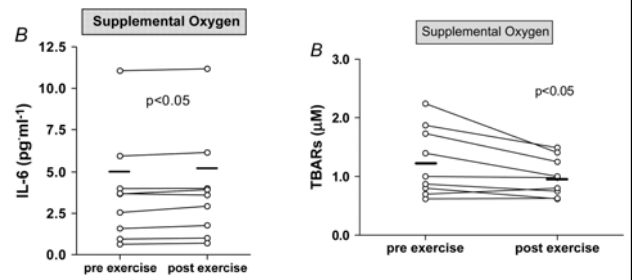 B
Supplemental Oxygen
12.5
10.0
7.5
5.0
2.5
0.0
IL-6 (pg·ml⁻¹)
p<0.05
pre exercise post exercise
B
Supplemental Oxygen
3.0
2.0
1.0
0.0
TBARs (μM)
p<0.05
pre exercise post exercise